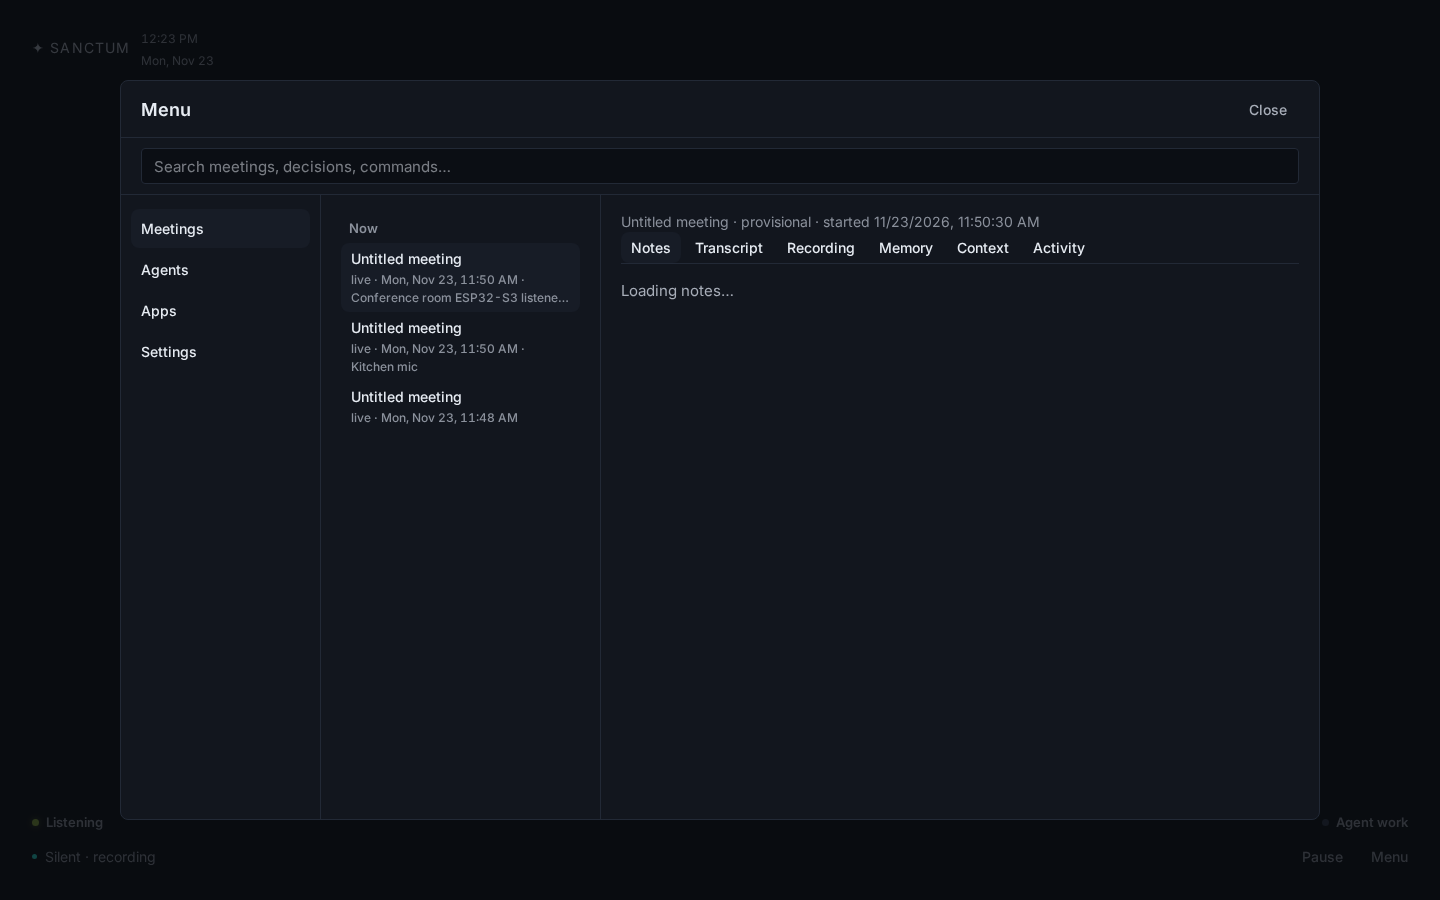 ✦ SANCTUM
12:23 PM
Mon, Nov 23
Menu
Close
Search meetings, decisions, commands...
Meetings
Agents
Apps
Settings
Now
Untitled meeting
live · Mon, Nov 23, 11:50 AM ·
Conference room ESP32-S3 listene...
Untitled meeting
live · Mon, Nov 23, 11:50 AM ·
Kitchen mic
Untitled meeting
live · Mon, Nov 23, 11:48 AM
Untitled meeting · provisional · started 11/23/2026, 11:50:30 AM
Notes Transcript Recording Memory Context Activity
Loading notes...
Listening
Silent · recording
Agent work
Pause Menu